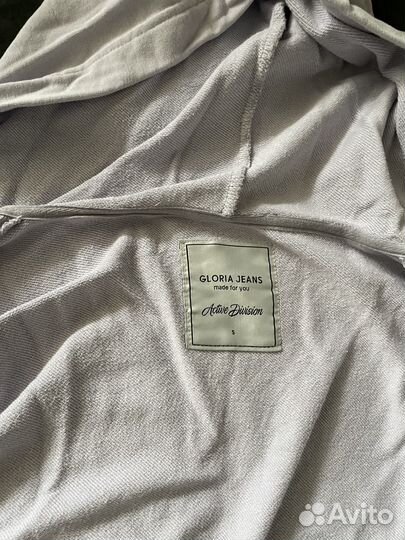 GLORIA JEANS
made for you
Active Division
S
Avito